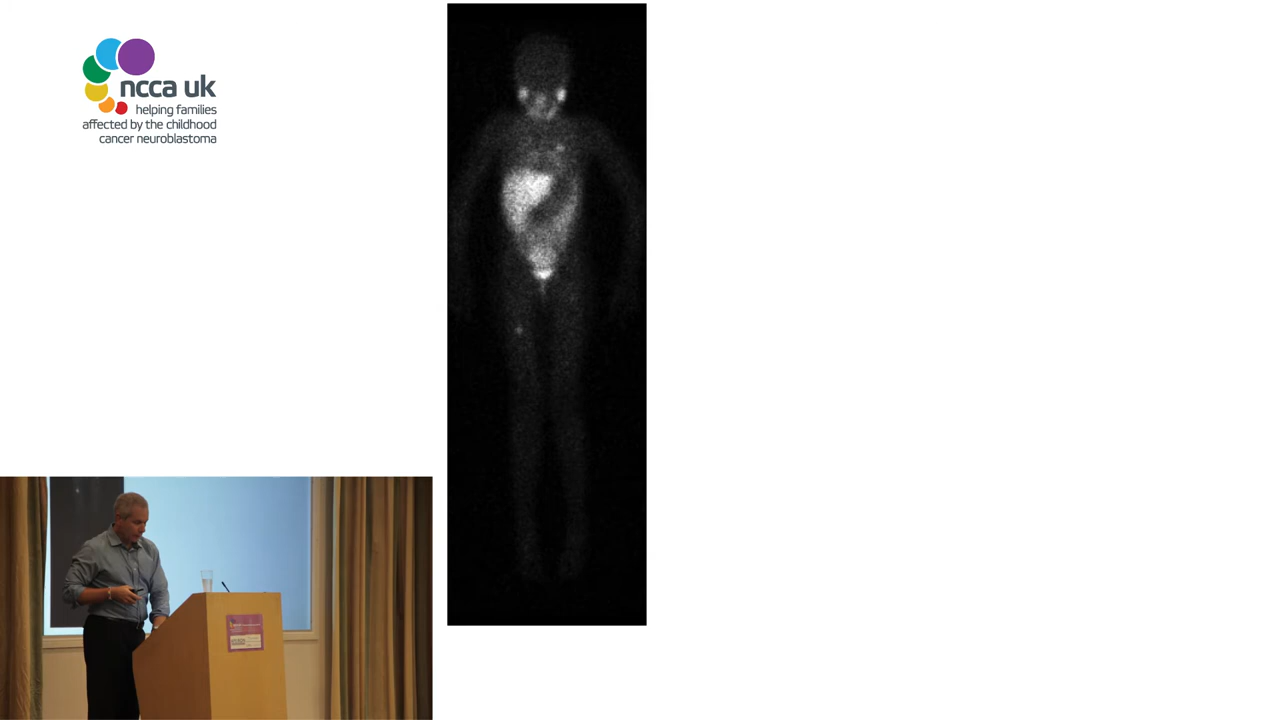 ncca uk
helping families
affected by the childhood
cancer neuroblastoma